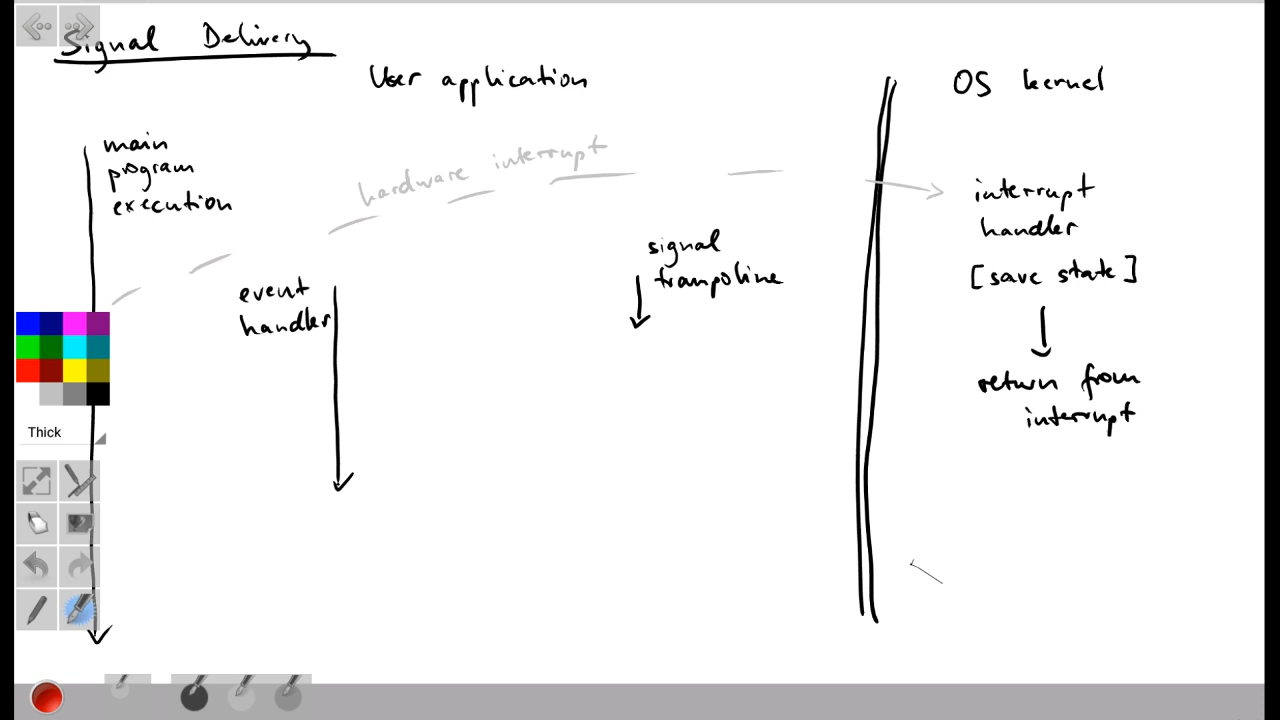 Signal Delivery
User application
OS kernel
main
program
execution
hardware interrupt
interrupt
handler
[save state]
signal
trampoline
event
handler
return from
interrupt
Thick